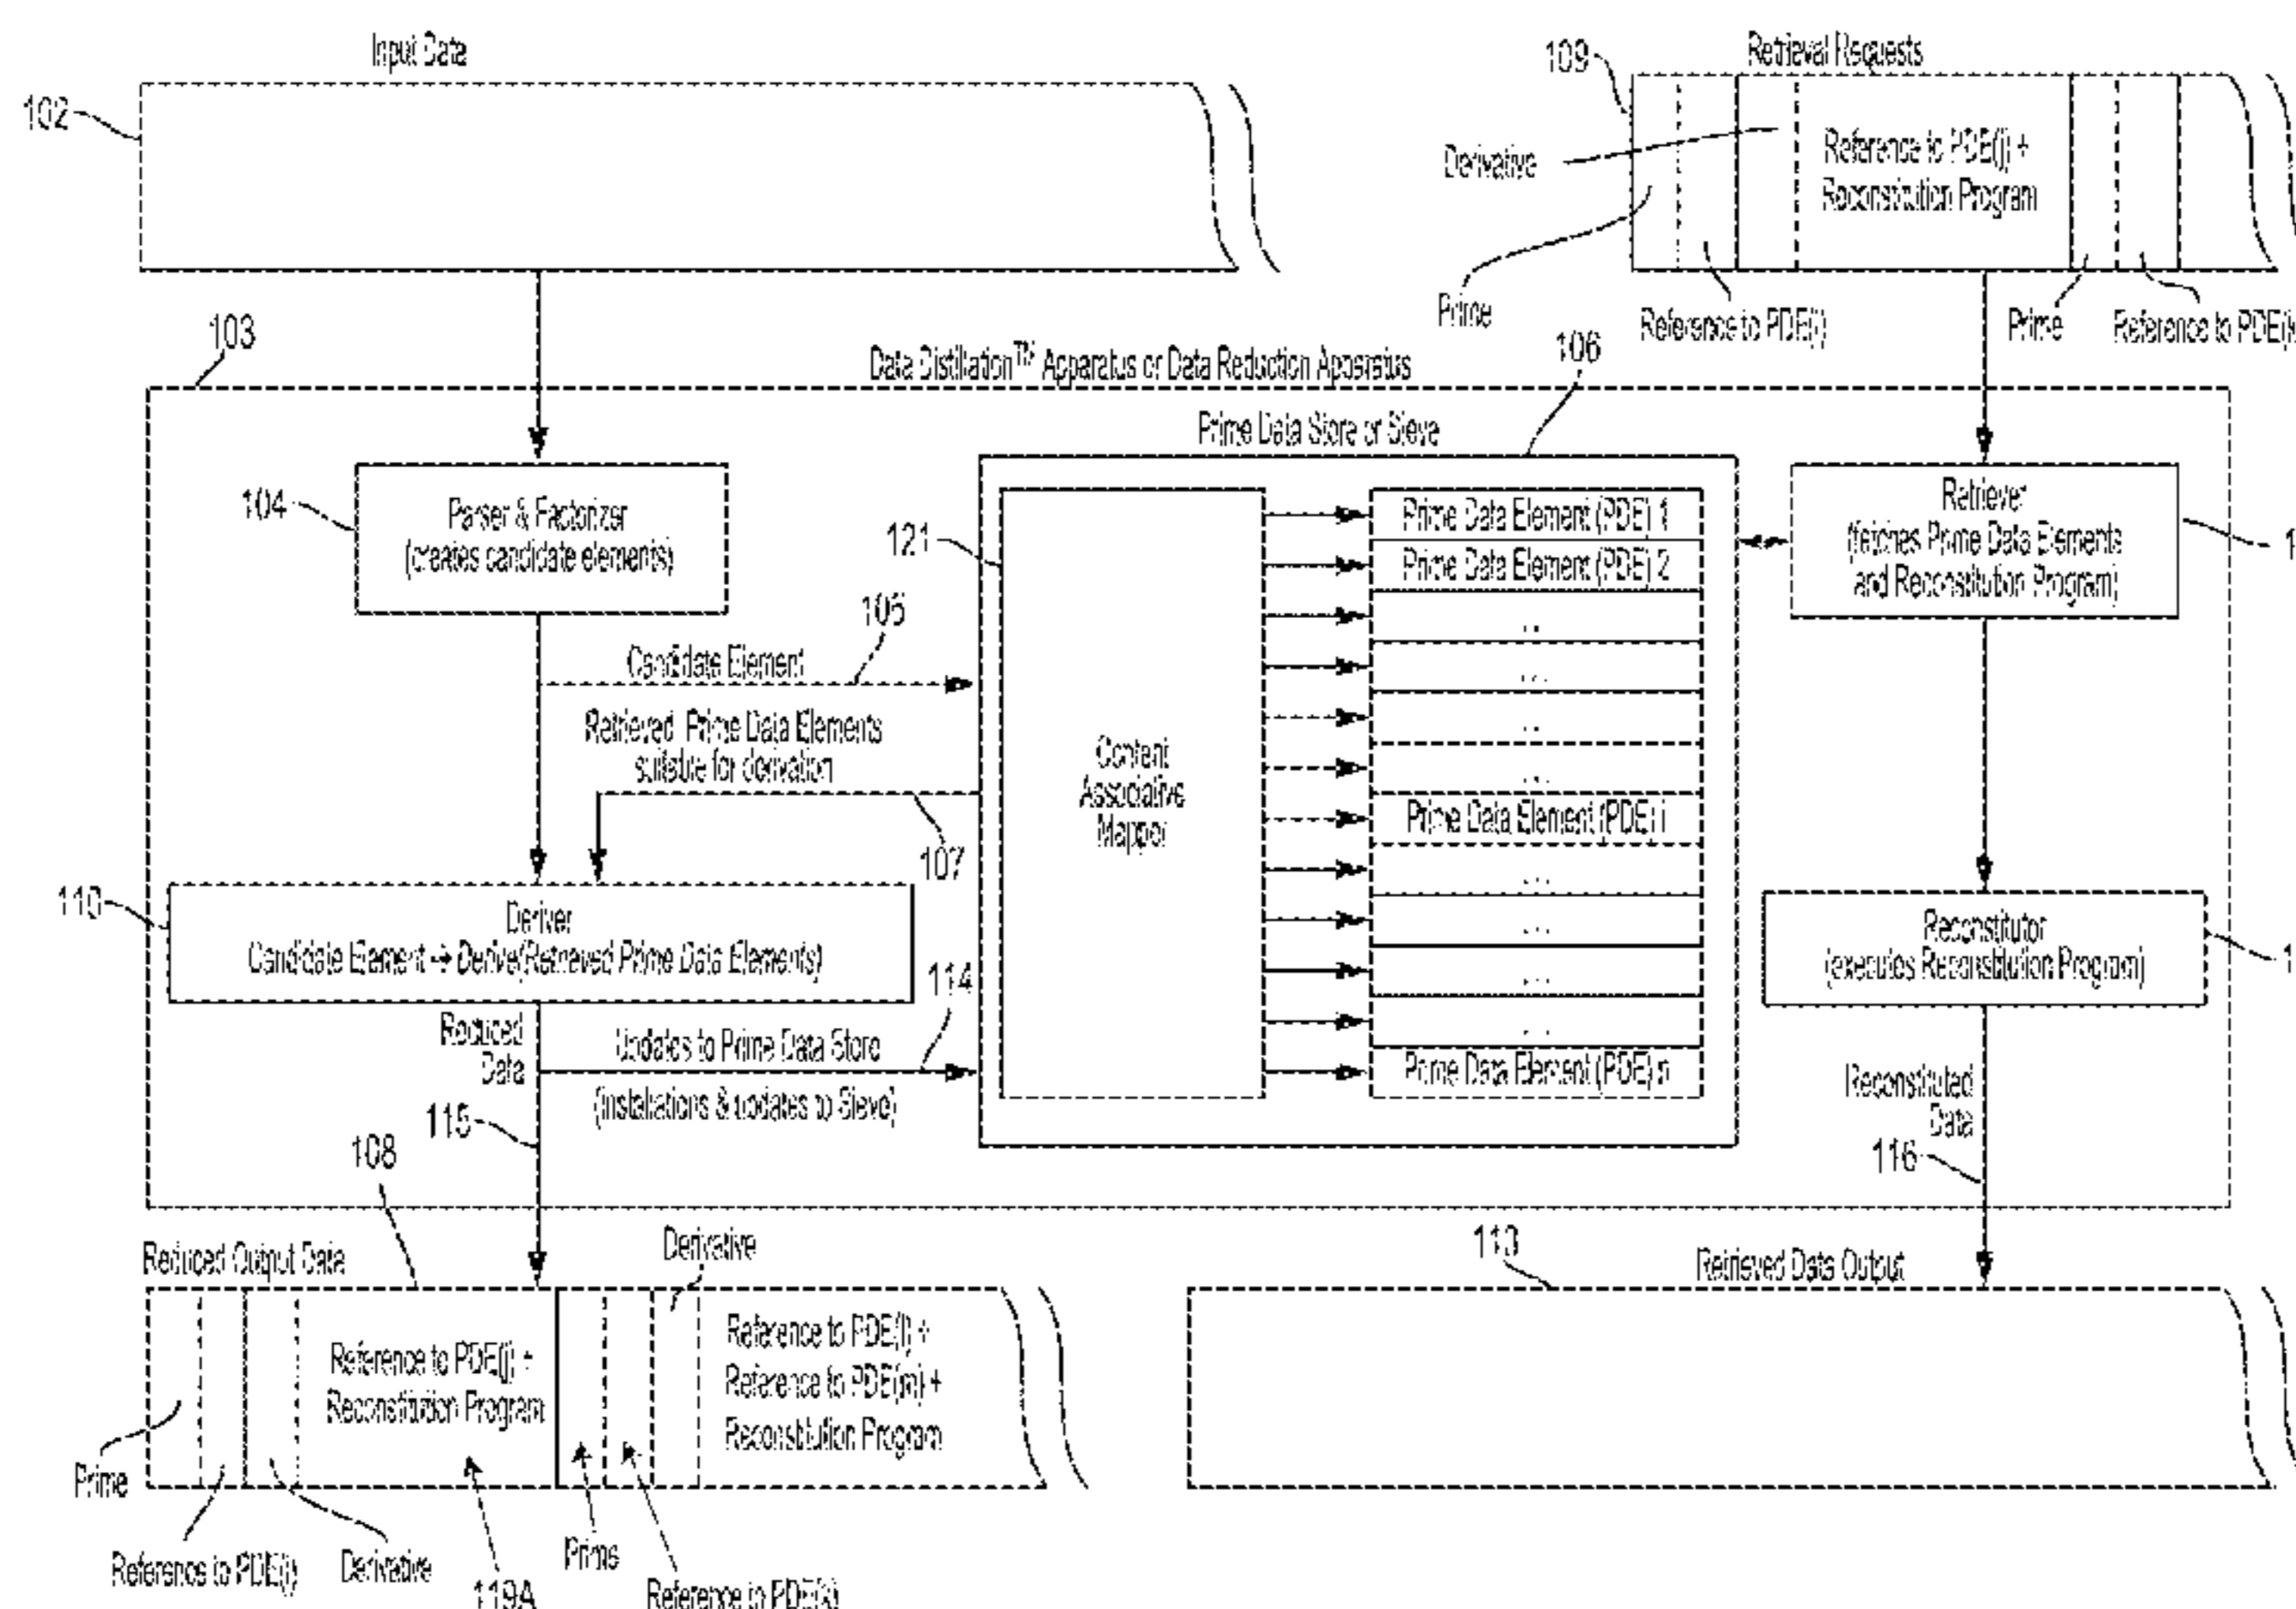 Input Data
102
Retrieval Requests
109
Derivative
Reference to PDE(j) +
Reconstitution Program
Prime
Reference to PDE(i)
Prime
103
Data Distillation™ Apparatus or Data Reduction Apparatus
106
Prime Data Store or Sieve
104
Parser & Factorizer
(creates candidate elements)
121
Prime Data Element (PDE) 1
Prime Data Element (PDE) 2
...
...
...
...
Prime Data Element (PDE) i
...
...
...
...
Prime Data Element (PDE) n
Content
Associative
Mapper
Retriever
(fetches Prime Data Elements
and Reconstitution Program)
105
Candidate Element
Retrieved Prime Data Elements
suitable for derivation
107
110
Deriver
Candidate Element → Derive(Retrieved Prime Data Elements)
Reconstitutor
(executes Reconstitution Program)
114
Reduced
Data
Updates to Prime Data Store
(Installations & updates to Sieve)
115
Reconstituted
Data
116
108
Reduced Output Data
Derivative
113
Retrieved Data Output
Reference to PDE(j) +
Reconstitution Program
Reference to PDE(l) +
Reference to PDE(m) +
Reconstitution Program
Prime
Reference to PDE(i)
Derivative
119A
Prime
Reference to PDE(k)